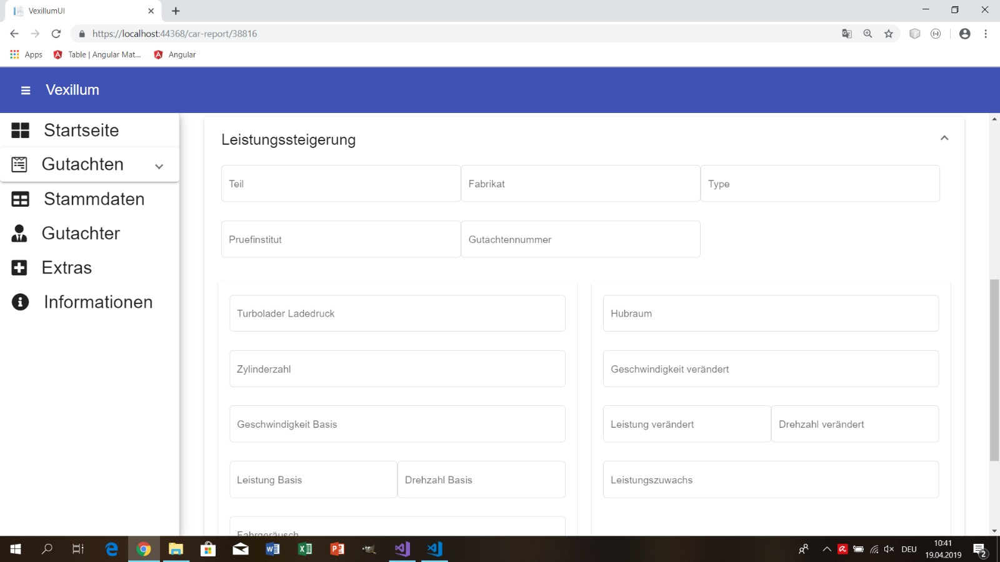 VexillumUI
https://localhost:44368/car-report/38816
Apps
Table | Angular Mat...
Angular
Vexillum
Startseite
Gutachten
Stammdaten
Gutachter
Extras
Informationen
Leistungssteigerung
Teil
Fabrikat
Type
Pruefinstitut
Gutachtennummer
Turbolader Ladedruck
Hubraum
Zylinderzahl
Geschwindigkeit verändert
Geschwindigkeit Basis
Leistung verändert
Drehzahl verändert
Leistung Basis
Drehzahl Basis
Leistungszuwachs
Fahrgeräusch
DEU
10:41
19.04.2019
2